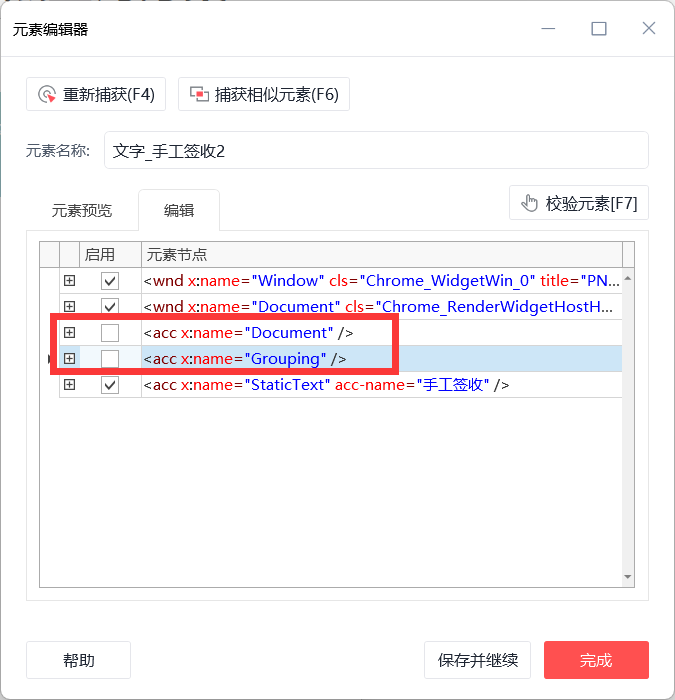 元素编辑器
重新捕获(F4) 捕获相似元素(F6)
元素名称: 文字_手工签收2
元素预览 编辑 校验元素[F7]
启用 元素节点
<wnd x:name="Window" cls="Chrome_WidgetWin_0" title="PN...
<wnd x:name="Document" cls="Chrome_RenderWidgetHostH...
<acc x:name="Document" />
<acc x:name="Grouping" />
<acc x:name="StaticText" acc-name="手工签收" />
帮助 保存并继续 完成